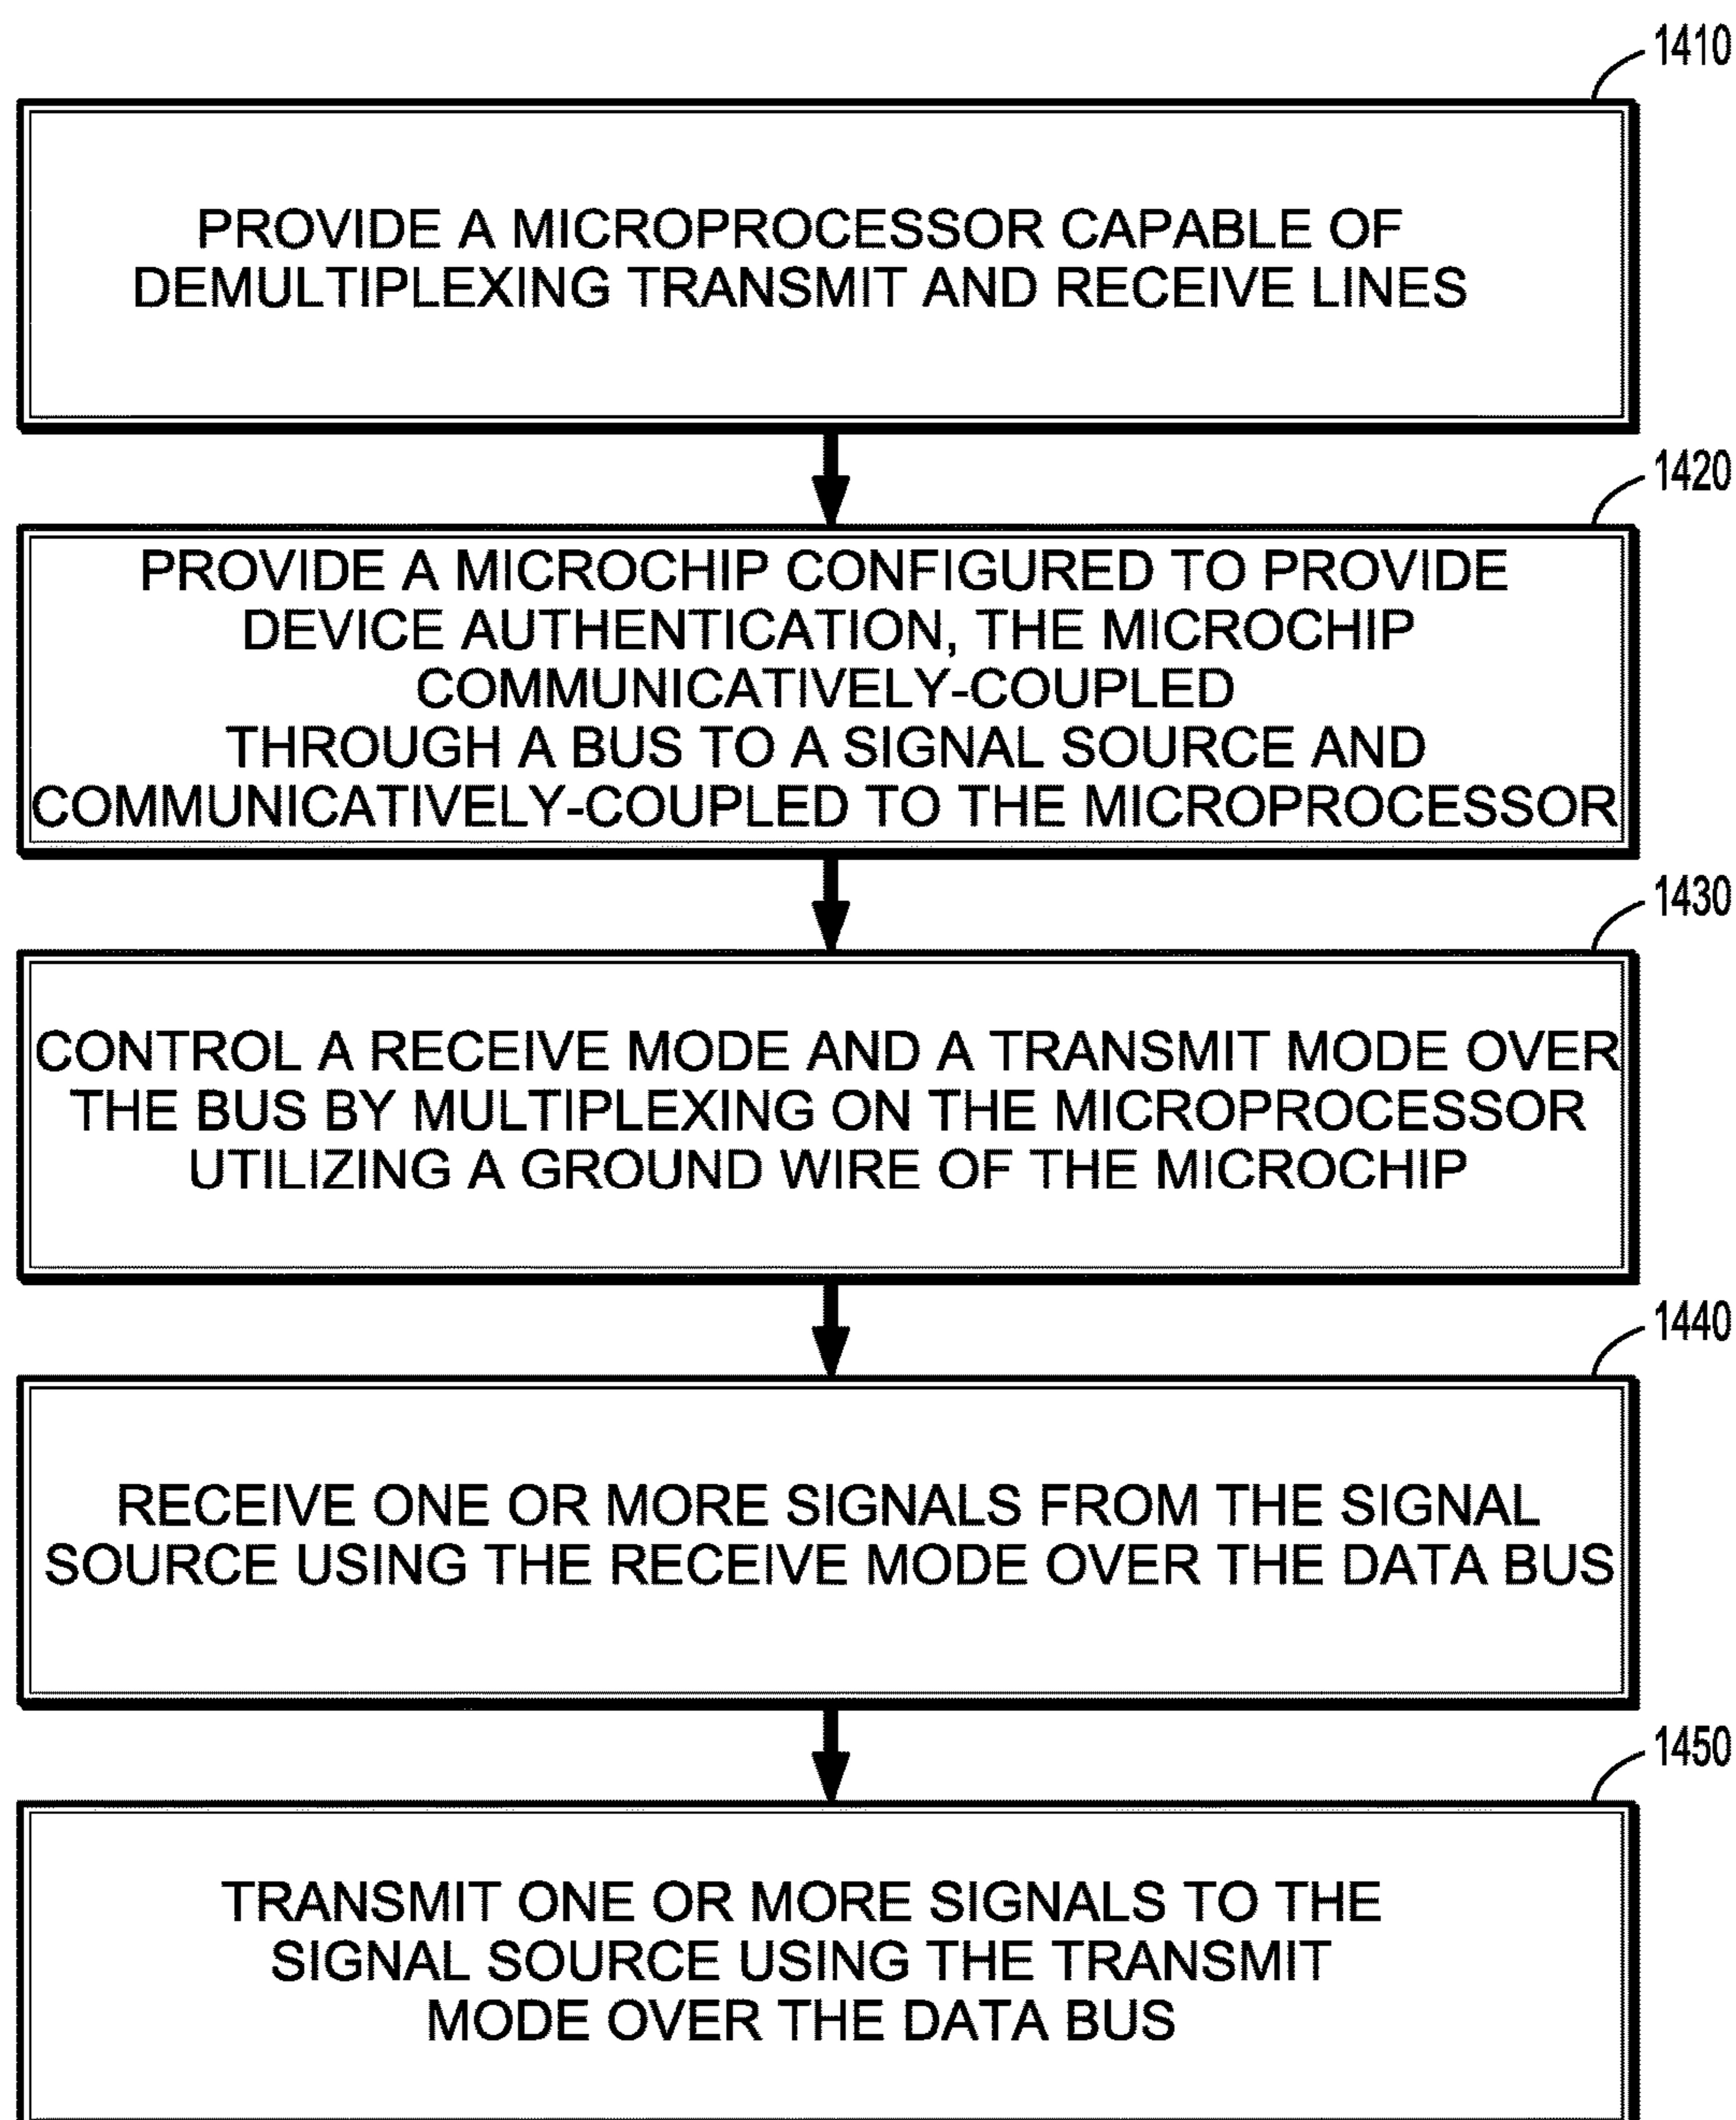 1410
PROVIDE A MICROPROCESSOR CAPABLE OF
DEMULTIPLEXING TRANSMIT AND RECEIVE LINES
1420
PROVIDE A MICROCHIP CONFIGURED TO PROVIDE
DEVICE AUTHENTICATION, THE MICROCHIP
COMMUNICATIVELY-COUPLED
THROUGH A BUS TO A SIGNAL SOURCE AND
COMMUNICATIVELY-COUPLED TO THE MICROPROCESSOR
1430
CONTROL A RECEIVE MODE AND A TRANSMIT MODE OVER
THE BUS BY MULTIPLEXING ON THE MICROPROCESSOR
UTILIZING A GROUND WIRE OF THE MICROCHIP
1440
RECEIVE ONE OR MORE SIGNALS FROM THE SIGNAL
SOURCE USING THE RECEIVE MODE OVER THE DATA BUS
1450
TRANSMIT ONE OR MORE SIGNALS TO THE
SIGNAL SOURCE USING THE TRANSMIT
MODE OVER THE DATA BUS